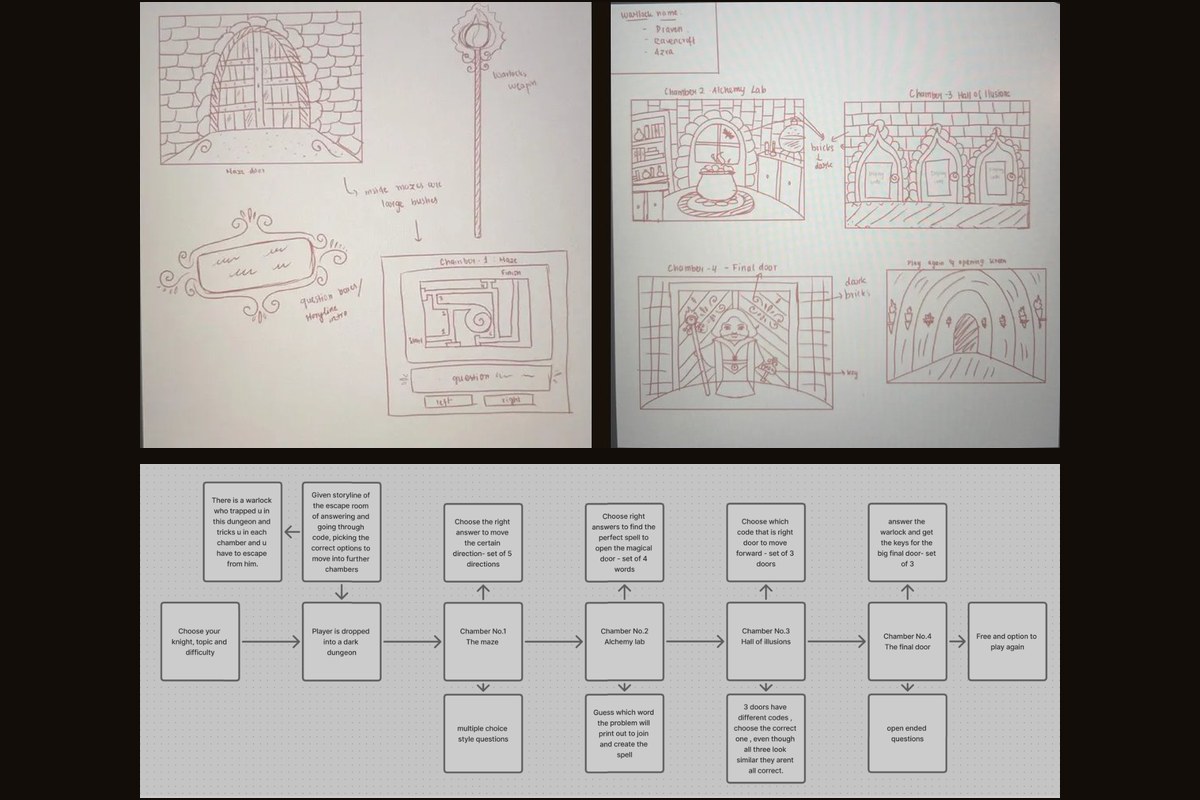 Maze door
Warlocks
weapon
inside mazes are
large bushes
question boxes/
storyline
intro
Chamber-1: Maze
Finish
Start
question
left
right
Warlock name:
- Draven
- Ravencraft
- Azra
Chamber 2 Alchemy Lab
bricks
&
dark
Chamber-3 Hall of Illusions
Chamber-4 - Final door
dark
bricks
key
Play again & opening screen
There is a warlock
who trapped u in
this dungeon and
tricks u in each
chamber and u
have to escape
from him.
Given storyline of
the escape room
of answering and
going through
code, picking the
correct options to
move into further
chambers
Choose the right
answer to move
the certain
direction- set of 5
directions
Choose right
answers to find the
perfect spell to
open the magical
door - set of 4
words
Choose which
code that is right
door to move
forward - set of 3
doors
answer the
warlock and get
the keys for the
big final door- set
of 3
Choose your
knight, topic and
difficulty
Player is dropped
into a dark
dungeon
Chamber No.1
The maze
Chamber No.2
Alchemy lab
Chamber No.3
Hall of illusions
Chamber No.4
The final door
Free and option to
play again
multiple choice
style questions
Guess which word
the problem will
print out to join
and create the
spell
3 doors have
different codes ,
choose the correct
one , even though
all three look
similar they arent
all correct.
open ended
questions